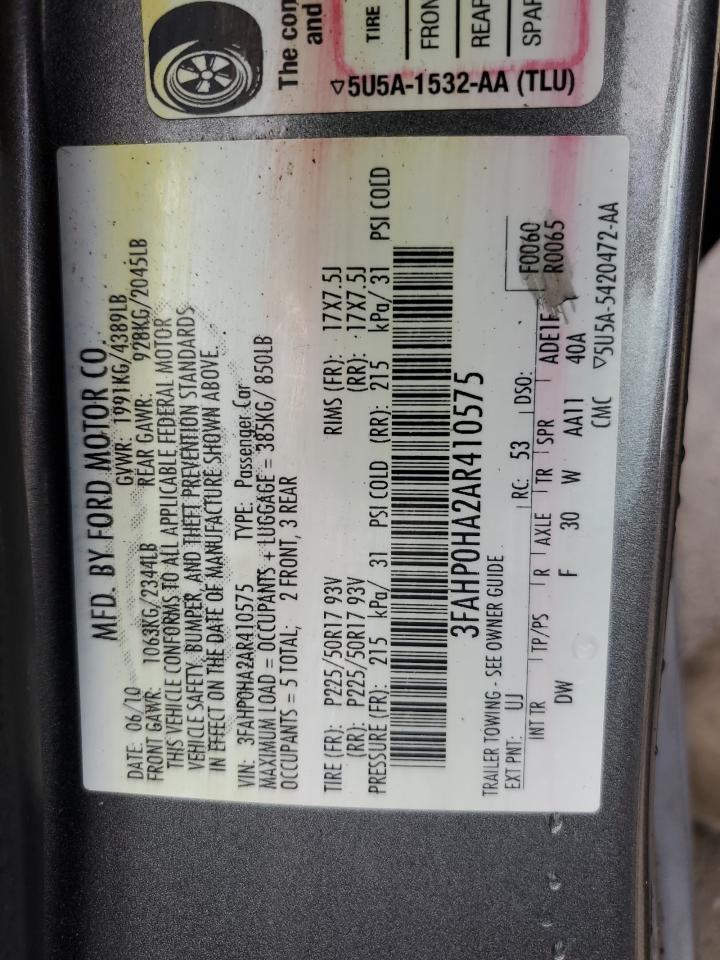 The con
and
TIRE
FRON
REAR
SPAR
▽5U5A-1532-AA (TLU)
MFD. BY FORD MOTOR CO.
DATE: 06/10 GVWR: 1991KG/4389LB
FRONT GAWR: 1063KG/2344LB REAR GAWR: 928KG/2045LB
THIS VEHICLE CONFORMS TO ALL APPLICABLE FEDERAL MOTOR
VEHICLE SAFETY, BUMPER, AND THEFT PREVENTION STANDARDS
IN EFFECT ON THE DATE OF MANUFACTURE SHOWN ABOVE.
VIN: 3FAHP0HA2AR410575 TYPE: Passenger Car
MAXIMUM LOAD = OCCUPANTS + LUGGAGE = 385KG/ 850LB
OCCUPANTS = 5 TOTAL; 2 FRONT, 3 REAR
TIRE (FR): P225/50R17 93V RIMS (FR): 17X7.5J
(RR): P225/50R17 93V (RR): 17X7.5J
PRESSURE (FR): 215 kPa/ 31 PSI COLD (RR): 215 kPa/ 31 PSI COLD
3FAHP0HA2AR410575
TRAILER TOWING - SEE OWNER GUIDE F0060
R0065
EXT PNT: UJ RC: 53 DSO:
INT TR TP/PS R AXLE TR SPR ADE1F
DW F 30 W AA11 40A
CMC ▽5U5A-5420472-AA